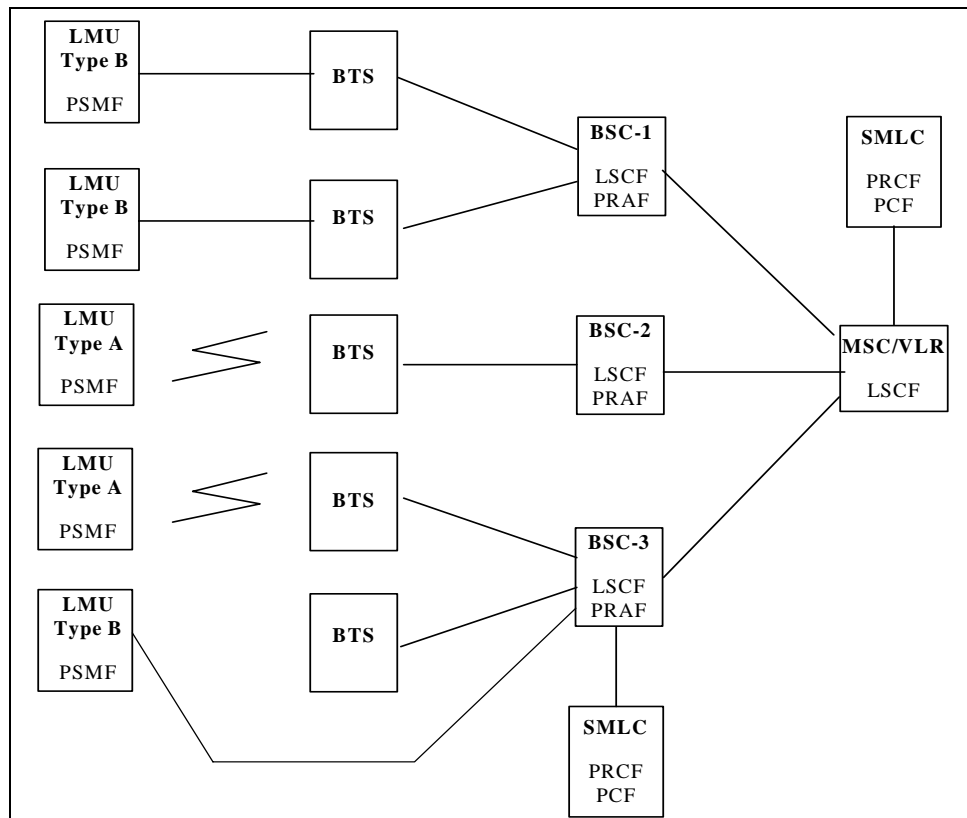 LMU
Type B
PSMF
BTS
LMU
Type B
PSMF
BTS
BSC-1
LSCF
PRAF
SMLC
PRCF
PCF
LMU
Type A
PSMF
BTS
BSC-2
LSCF
PRAF
MSC/VLR
LSCF
LMU
Type A
PSMF
BTS
BSC-3
LSCF
PRAF
LMU
Type B
PSMF
BTS
SMLC
PRCF
PCF